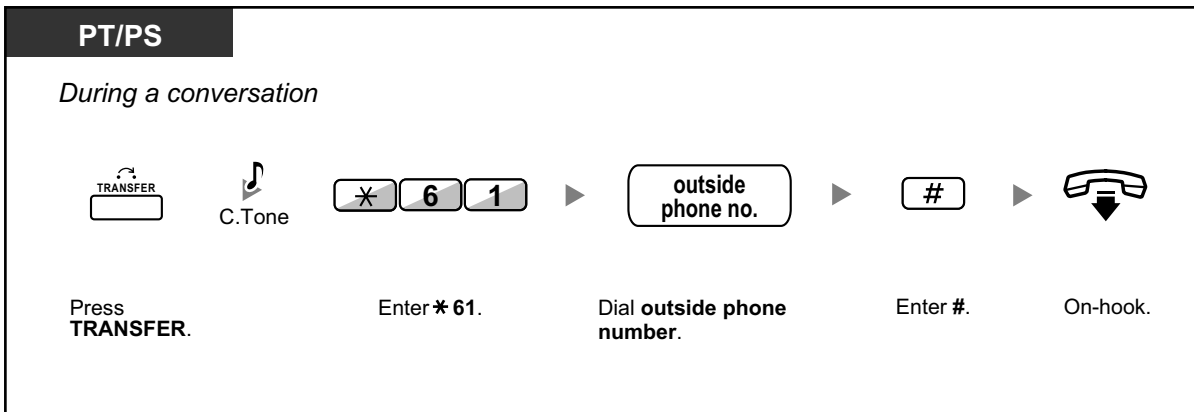 PT/PS
During a conversation
TRANSFER
C.Tone
* 6 1
outside
phone no.
#
Press
TRANSFER.
Enter * 61.
Dial outside phone
number.
Enter #.
On-hook.